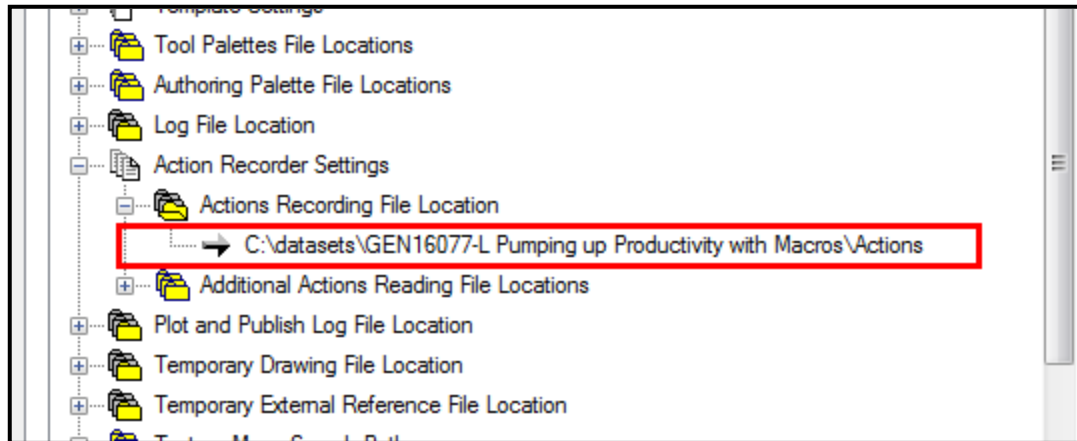 Template Settings
Tool Palettes File Locations
Authoring Palette File Locations
Log File Location
Action Recorder Settings
Actions Recording File Location
C:\datasets\GEN16077-L Pumping up Productivity with Macros\Actions
Additional Actions Reading File Locations
Plot and Publish Log File Location
Temporary Drawing File Location
Temporary External Reference File Location